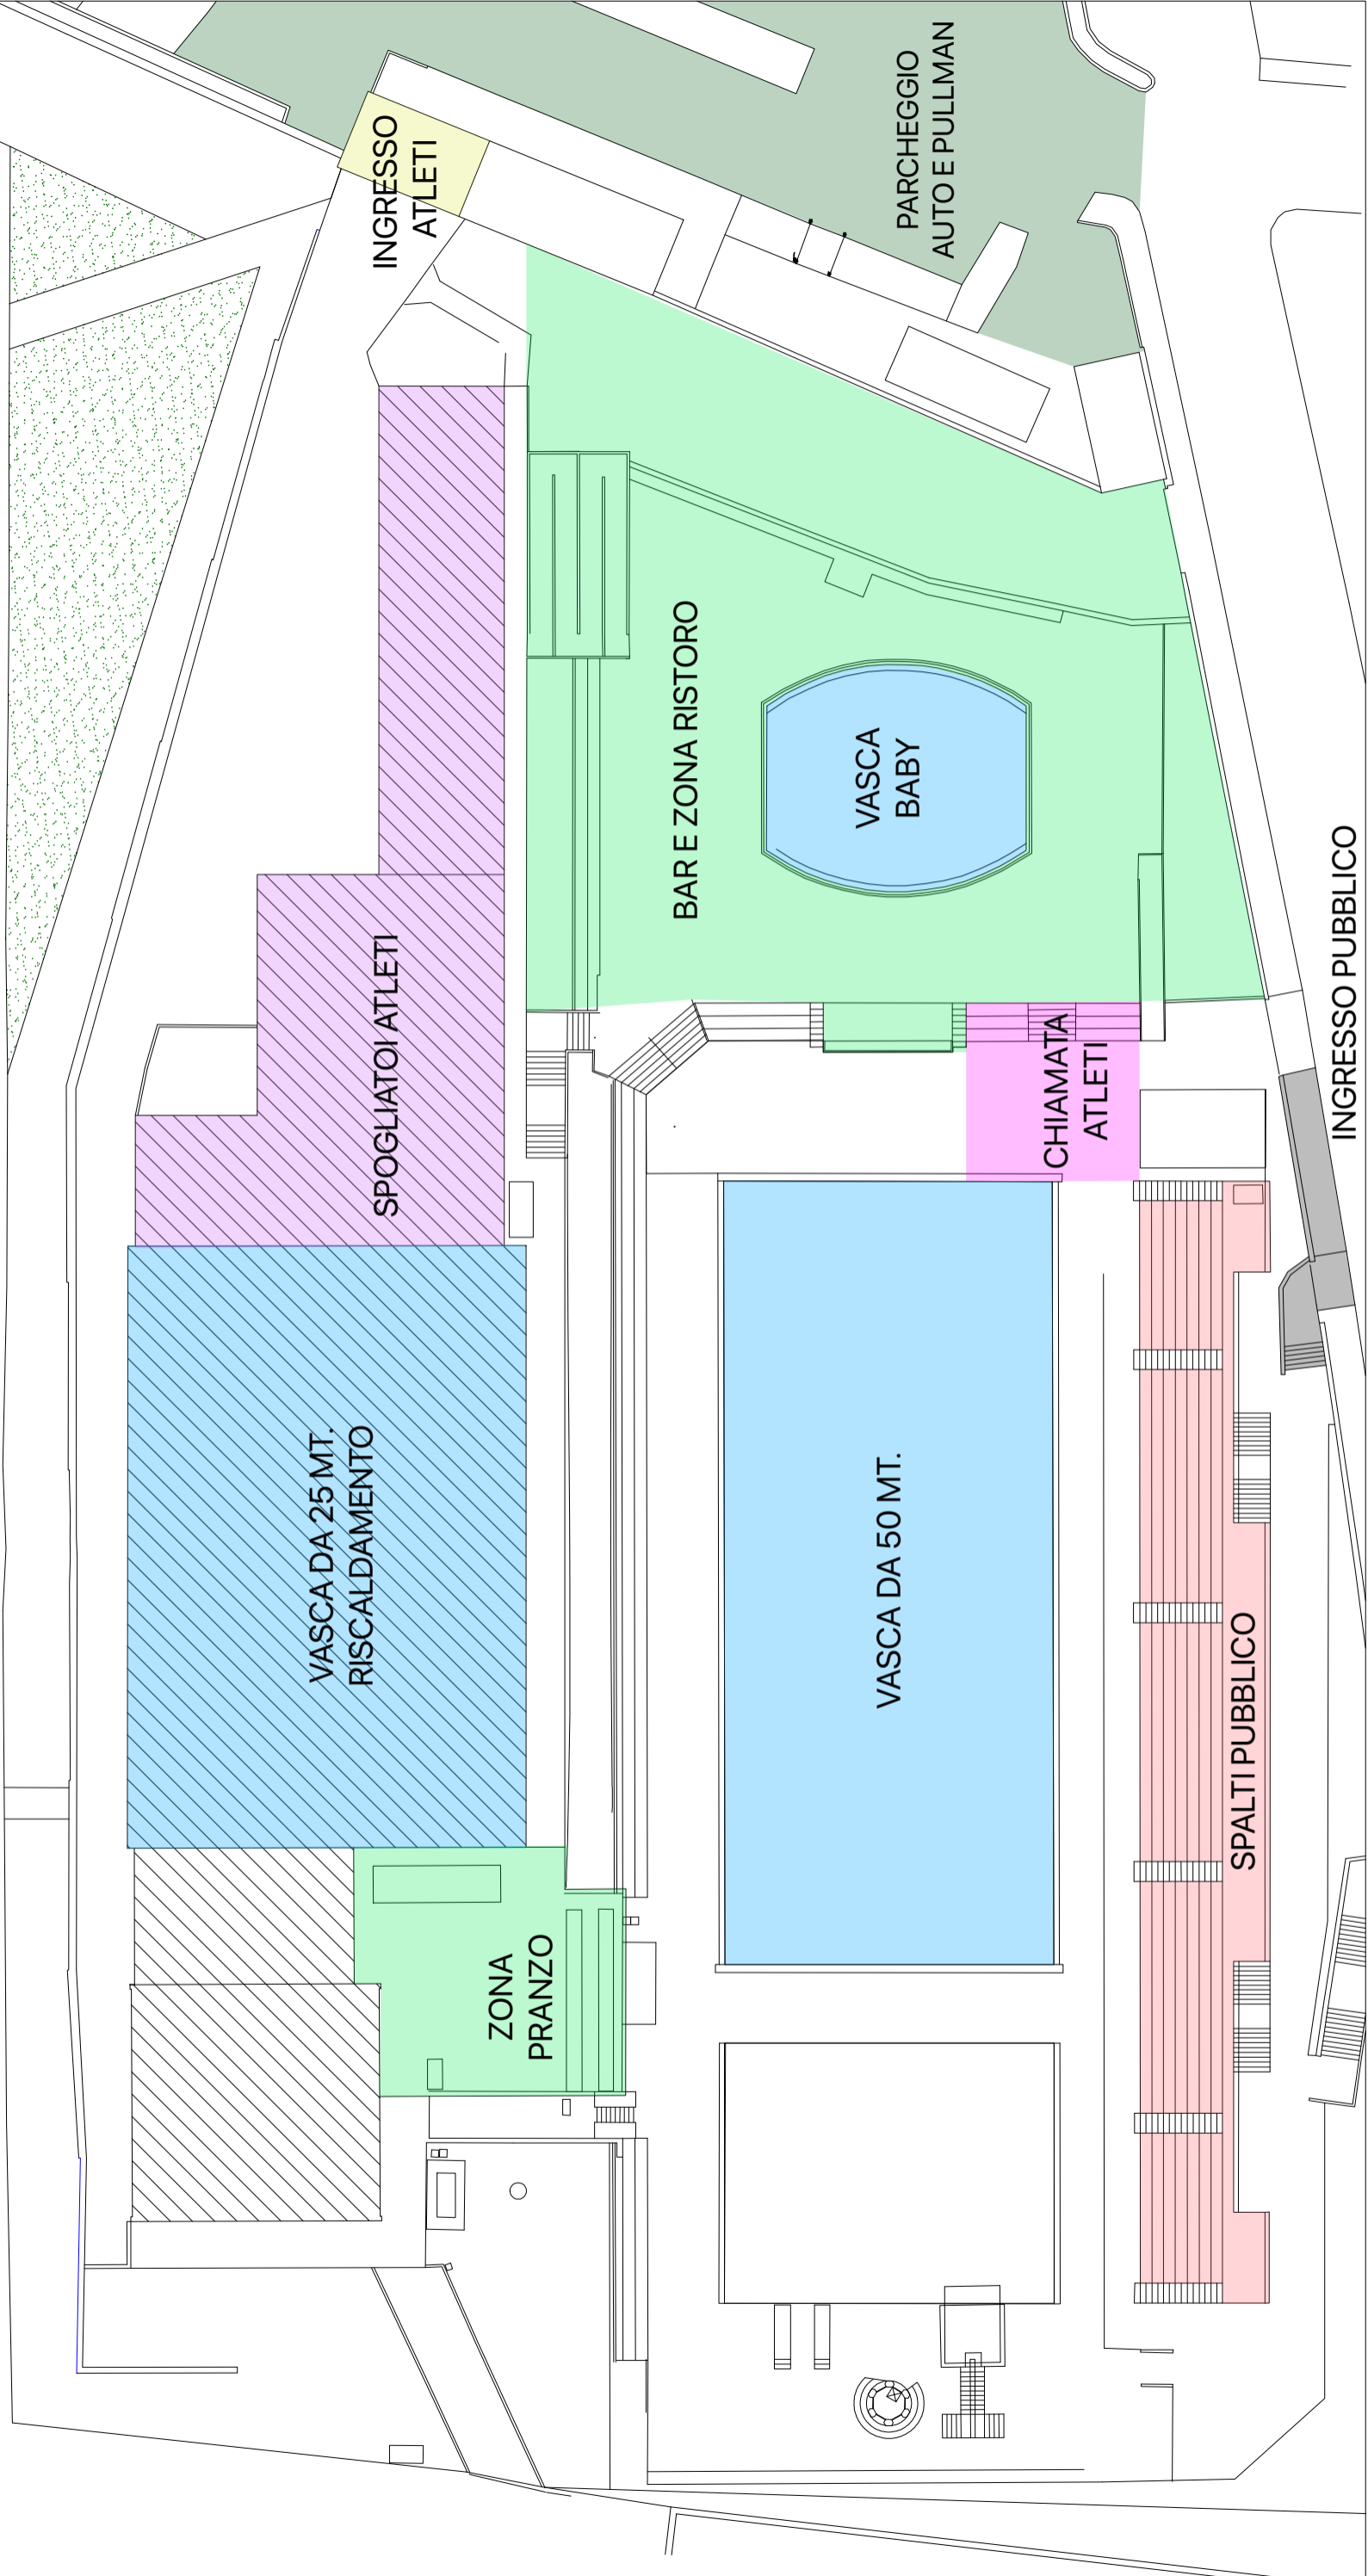 INGRESSO
ATLETI
PARCHEGGIO
AUTO E PULLMAN
BAR E ZONA RISTORO
VASCA
BABY
SPOGLIATOI ATLETI
CHIAMATA
ATLETI
INGRESSO PUBBLICO
VASCA DA 25 MT.
RISCALDAMENTO
VASCA DA 50 MT.
SPALTI PUBBLICO
ZONA
PRANZO